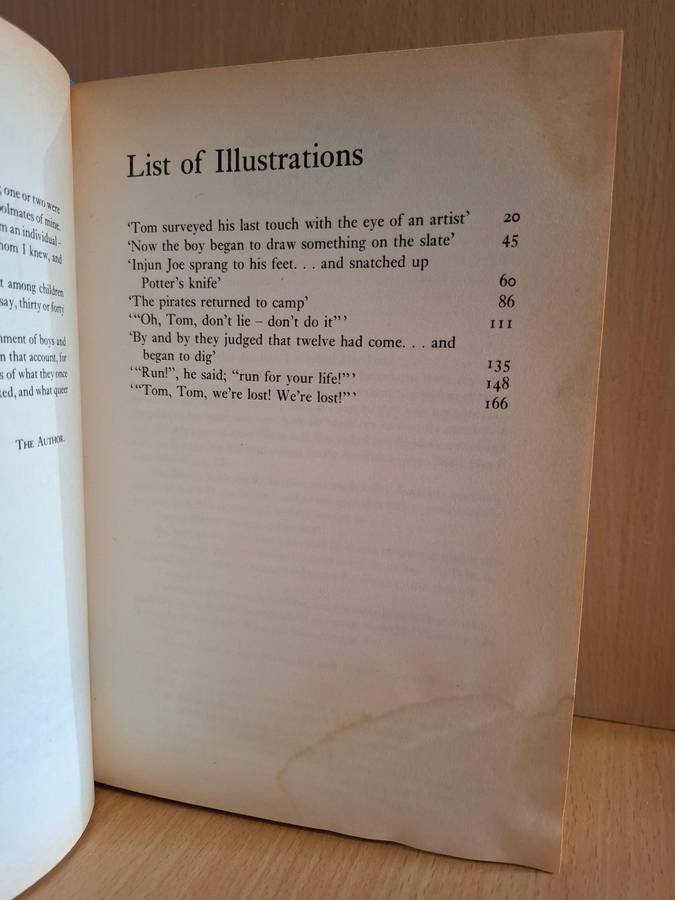 one or two were
olmates of mine.
m an individual –
hom I knew, and
t among children
say, thirty or forty
nment of boys and
n that account, for
s of what they once
ked, and what queer
THE AUTHOR.
List of Illustrations
‘Tom surveyed his last touch with the eye of an artist’ 20
‘Now the boy began to draw something on the slate’ 45
‘Injun Joe sprang to his feet. . . and snatched up
Potter's knife’ 60
‘The pirates returned to camp’ 86
‘“Oh, Tom, don't lie – don't do it”’ 111
‘By and by they judged that twelve had come. . . and
began to dig’ 135
‘“Run!”, he said; “run for your life!”’ 148
‘“Tom, Tom, we're lost! We're lost!”’ 166